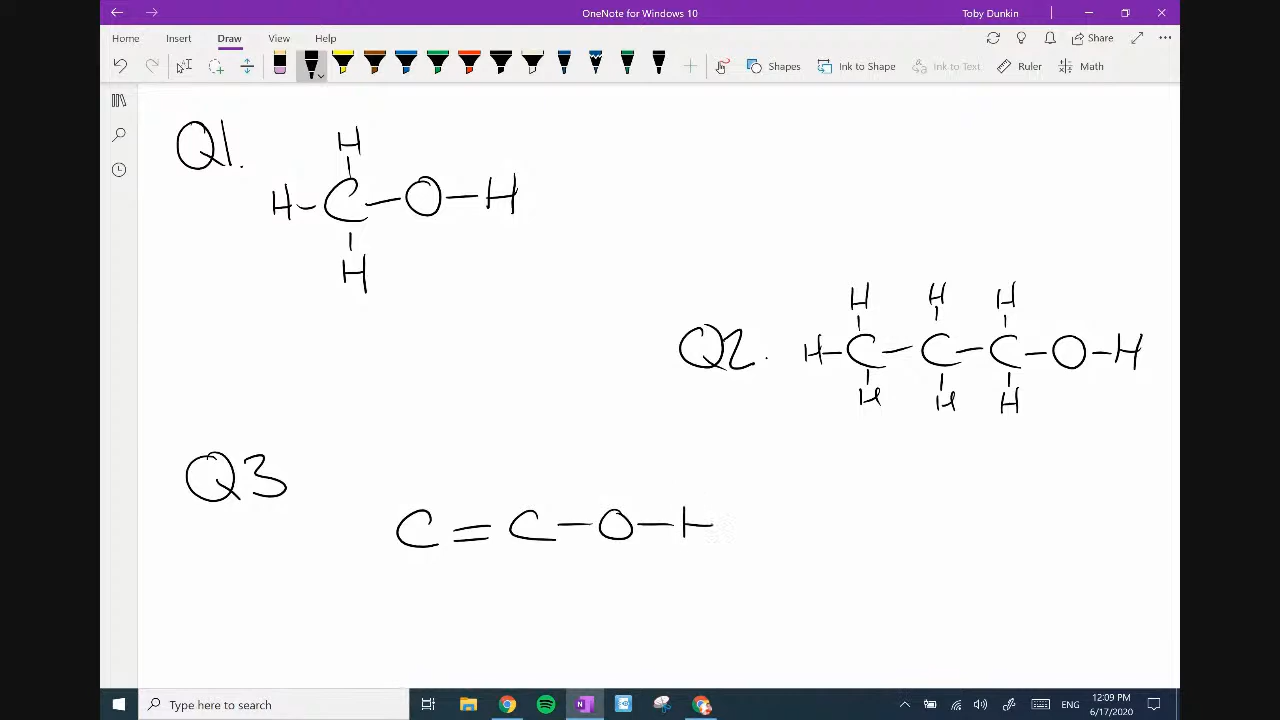 OneNote for Windows 10
Toby Dunkin
Home Insert Draw View Help
Share
Shapes Ink to Shape Ink to Text Ruler Math
Q1.
H
H-C-O-H
H
Q2.
H H H
H-C-C-C-O-H
H H H
Q3
C=C-O-
Type here to search
ENG
12:09 PM
6/17/2020